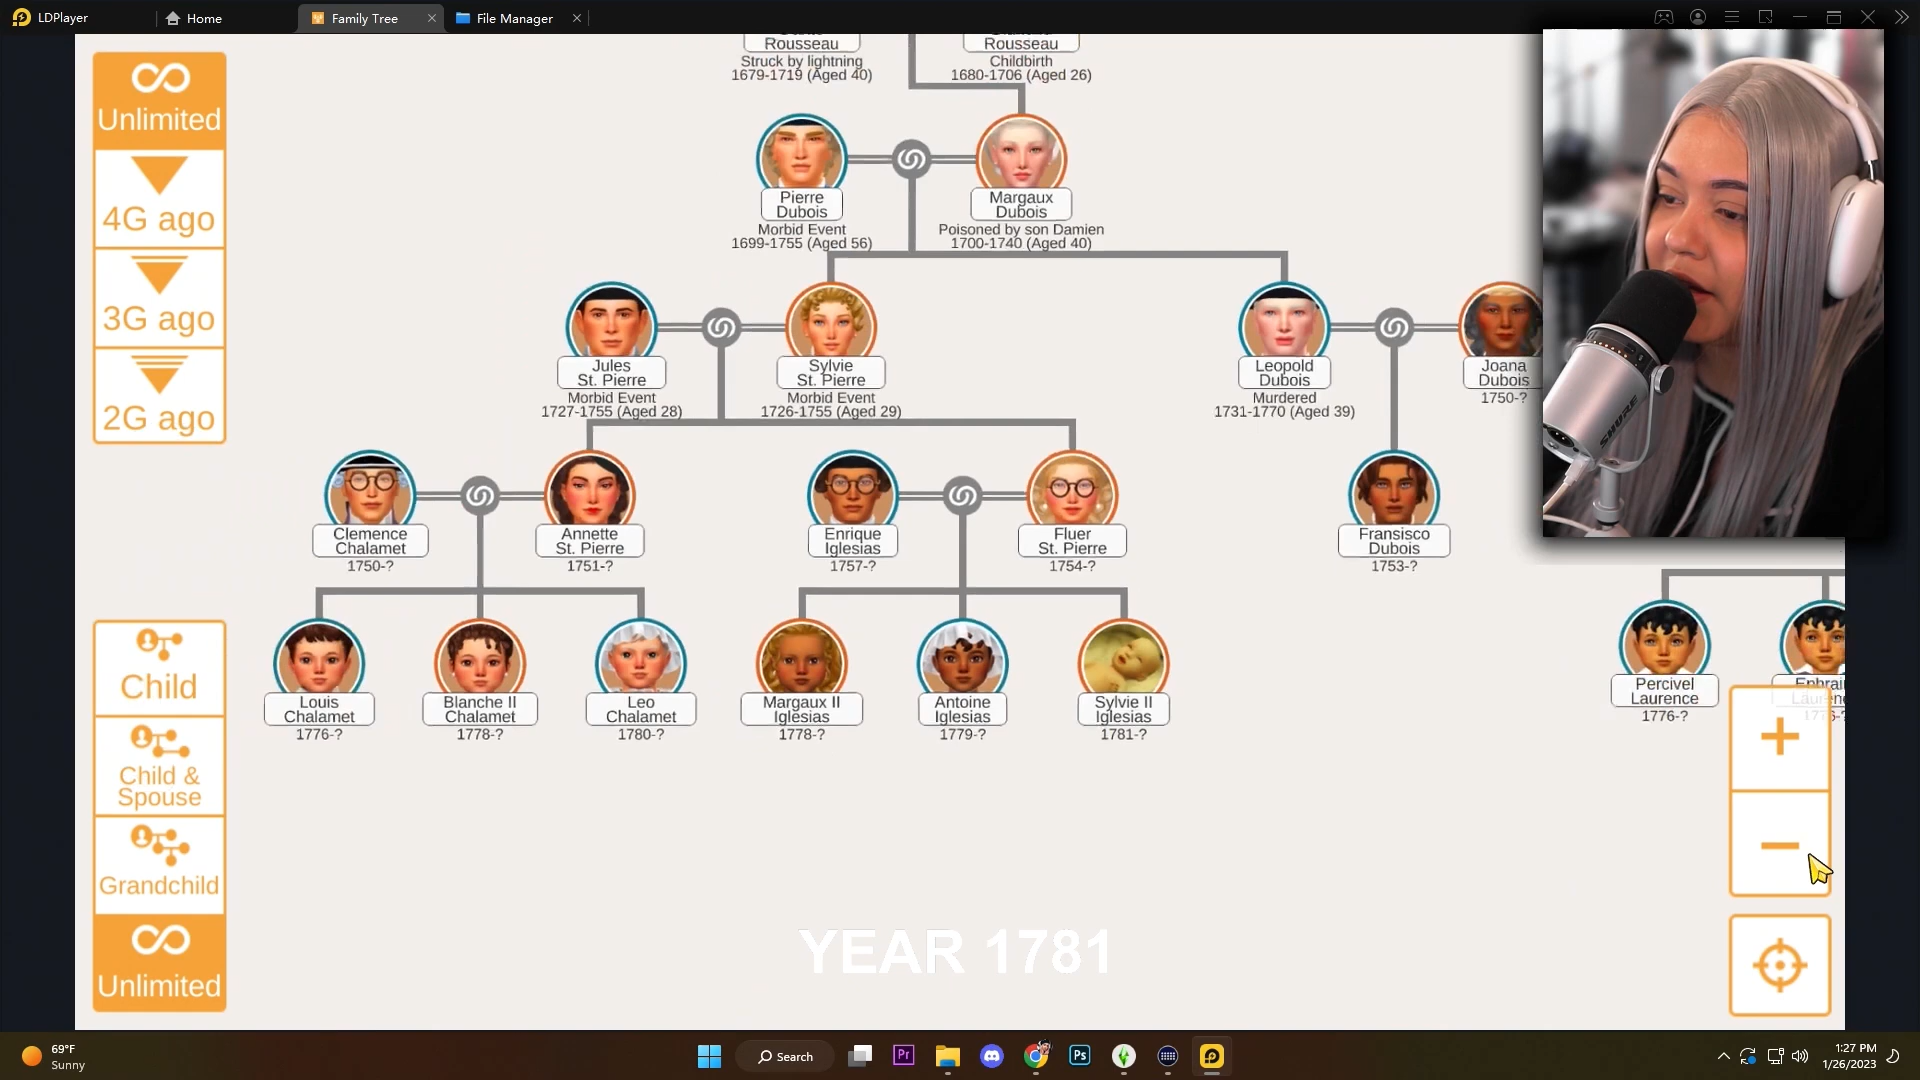 LDPlayer
Home
Family Tree
File Manager
Rousseau
Struck by lightning
1679-1719 (Aged 40)
Rousseau
Childbirth
1680-1706 (Aged 26)
Unlimited
4G ago
3G ago
2G ago
Pierre
Dubois
Morbid Event
1699-1755 (Aged 56)
Margaux
Dubois
Poisoned by son Damien
1700-1740 (Aged 40)
Jules
St. Pierre
Morbid Event
1727-1755 (Aged 28)
Sylvie
St. Pierre
Morbid Event
1726-1755 (Aged 29)
Leopold
Dubois
Murdered
1731-1770 (Aged 39)
Joana
Dubois
1750-?
SHURE
Clemence
Chalamet
1750-?
Annette
St. Pierre
1751-?
Enrique
Iglesias
1757-?
Fluer
St. Pierre
1754-?
Fransisco
Dubois
1753-?
Louis
Chalamet
1776-?
Blanche II
Chalamet
1778-?
Leo
Chalamet
1780-?
Margaux II
Iglesias
1778-?
Antoine
Iglesias
1779-?
Sylvie II
Iglesias
1781-?
Percivel
Laurence
1776-?
Child
Child &
Spouse
Grandchild
Unlimited
YEAR 1781
69°F
Sunny
Search
Pr
Ps
1:27 PM
1/26/2023